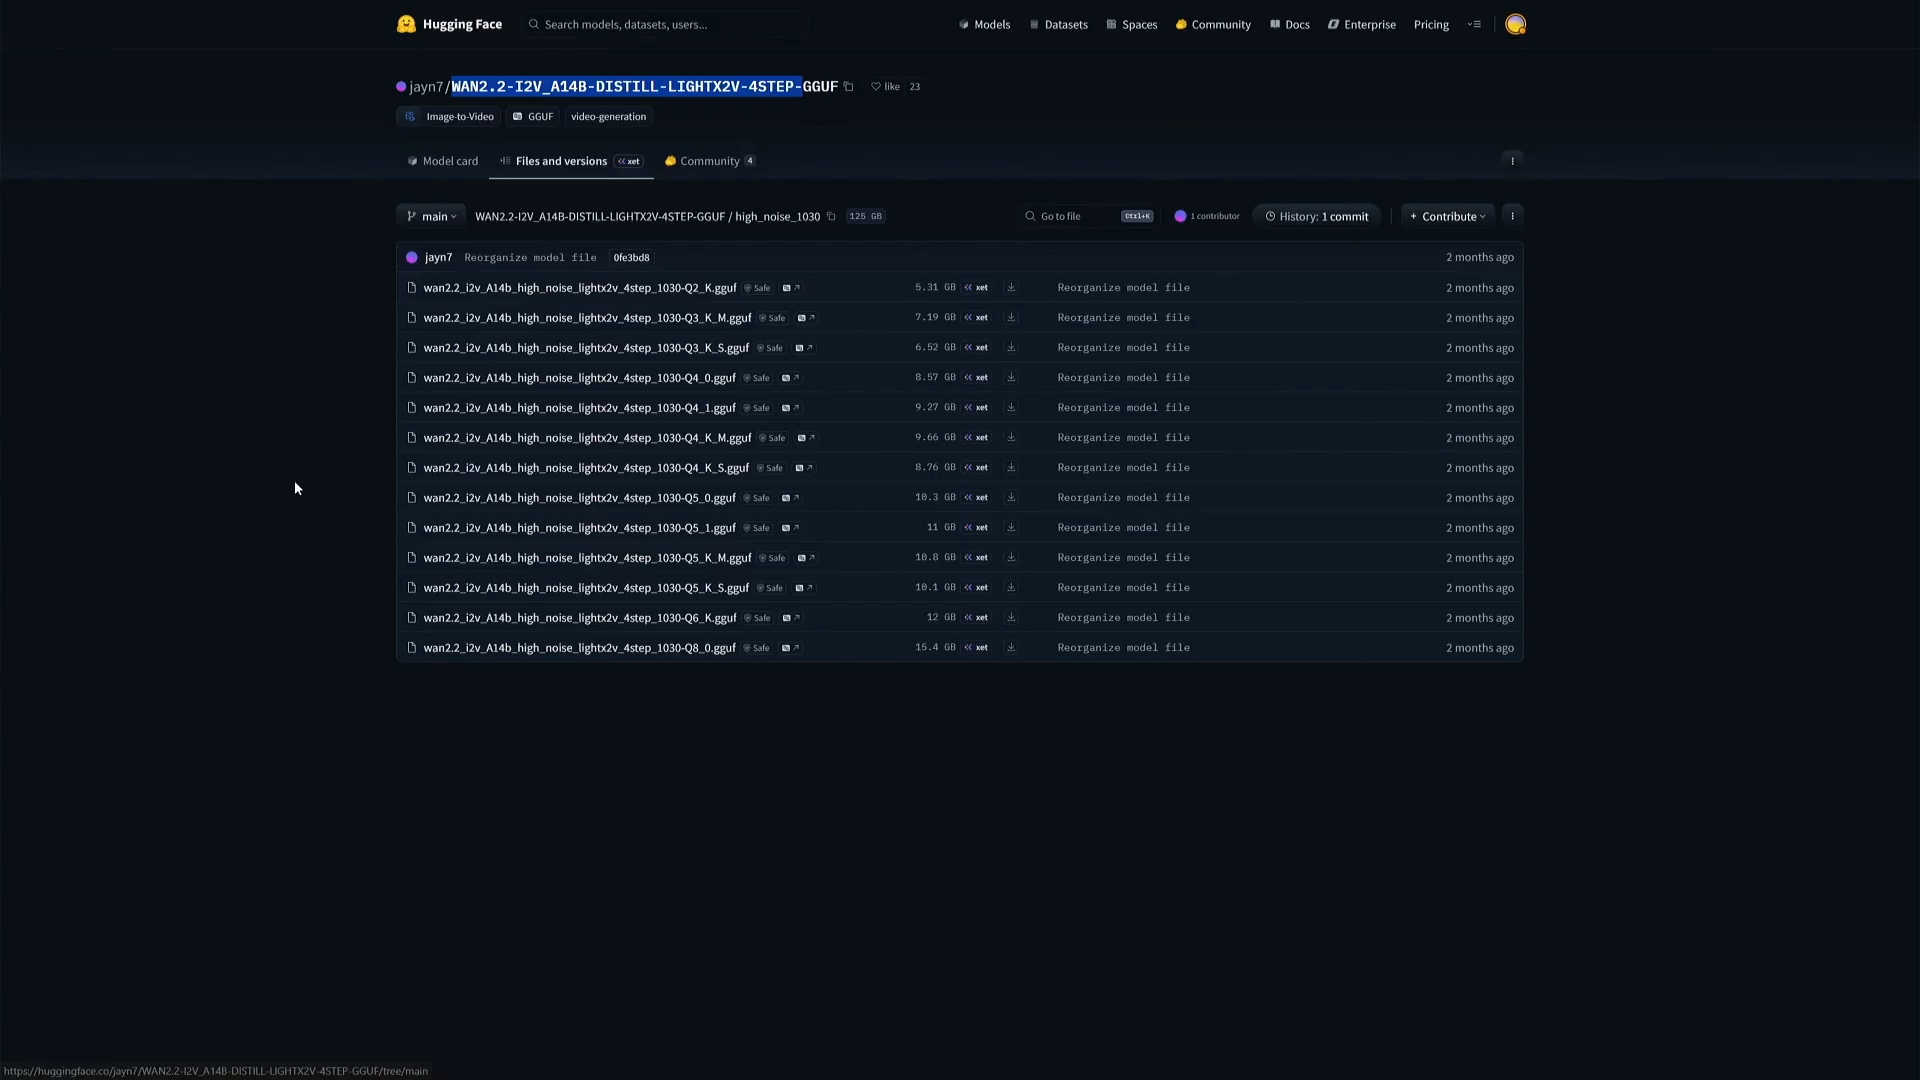 Hugging Face
Search models, datasets, users...
Models
Datasets
Spaces
Community
Docs
Enterprise
Pricing
jayn7/WAN2.2-I2V_A14B-DISTILL-LIGHTX2V-4STEP-GGUF
like 23
Image-to-Video
GGUF
video-generation
Model card
Files and versions
xet
Community 4
main
WAN2.2-I2V_A14B-DISTILL-LIGHTX2V-4STEP-GGUF / high_noise_1030
125 GB
Go to file
Ctrl+K
1 contributor
History: 1 commit
+ Contribute
jayn7 Reorganize model file 0fe3bd8 2 months ago
wan2.2_i2v_A14b_high_noise_lightx2v_4step_1030-Q2_K.gguf Safe 5.31 GB xet Reorganize model file 2 months ago
wan2.2_i2v_A14b_high_noise_lightx2v_4step_1030-Q3_K_M.gguf Safe 7.19 GB xet Reorganize model file 2 months ago
wan2.2_i2v_A14b_high_noise_lightx2v_4step_1030-Q3_K_S.gguf Safe 6.52 GB xet Reorganize model file 2 months ago
wan2.2_i2v_A14b_high_noise_lightx2v_4step_1030-Q4_0.gguf Safe 8.57 GB xet Reorganize model file 2 months ago
wan2.2_i2v_A14b_high_noise_lightx2v_4step_1030-Q4_1.gguf Safe 9.27 GB xet Reorganize model file 2 months ago
wan2.2_i2v_A14b_high_noise_lightx2v_4step_1030-Q4_K_M.gguf Safe 9.66 GB xet Reorganize model file 2 months ago
wan2.2_i2v_A14b_high_noise_lightx2v_4step_1030-Q4_K_S.gguf Safe 8.76 GB xet Reorganize model file 2 months ago
wan2.2_i2v_A14b_high_noise_lightx2v_4step_1030-Q5_0.gguf Safe 10.3 GB xet Reorganize model file 2 months ago
wan2.2_i2v_A14b_high_noise_lightx2v_4step_1030-Q5_1.gguf Safe 11 GB xet Reorganize model file 2 months ago
wan2.2_i2v_A14b_high_noise_lightx2v_4step_1030-Q5_K_M.gguf Safe 10.8 GB xet Reorganize model file 2 months ago
wan2.2_i2v_A14b_high_noise_lightx2v_4step_1030-Q5_K_S.gguf Safe 10.1 GB xet Reorganize model file 2 months ago
wan2.2_i2v_A14b_high_noise_lightx2v_4step_1030-Q6_K.gguf Safe 12 GB xet Reorganize model file 2 months ago
wan2.2_i2v_A14b_high_noise_lightx2v_4step_1030-Q8_0.gguf Safe 15.4 GB xet Reorganize model file 2 months ago
https://huggingface.co/jayn7/WAN2.2-I2V_A14B-DISTILL-LIGHTX2V-4STEP-GGUF/tree/main